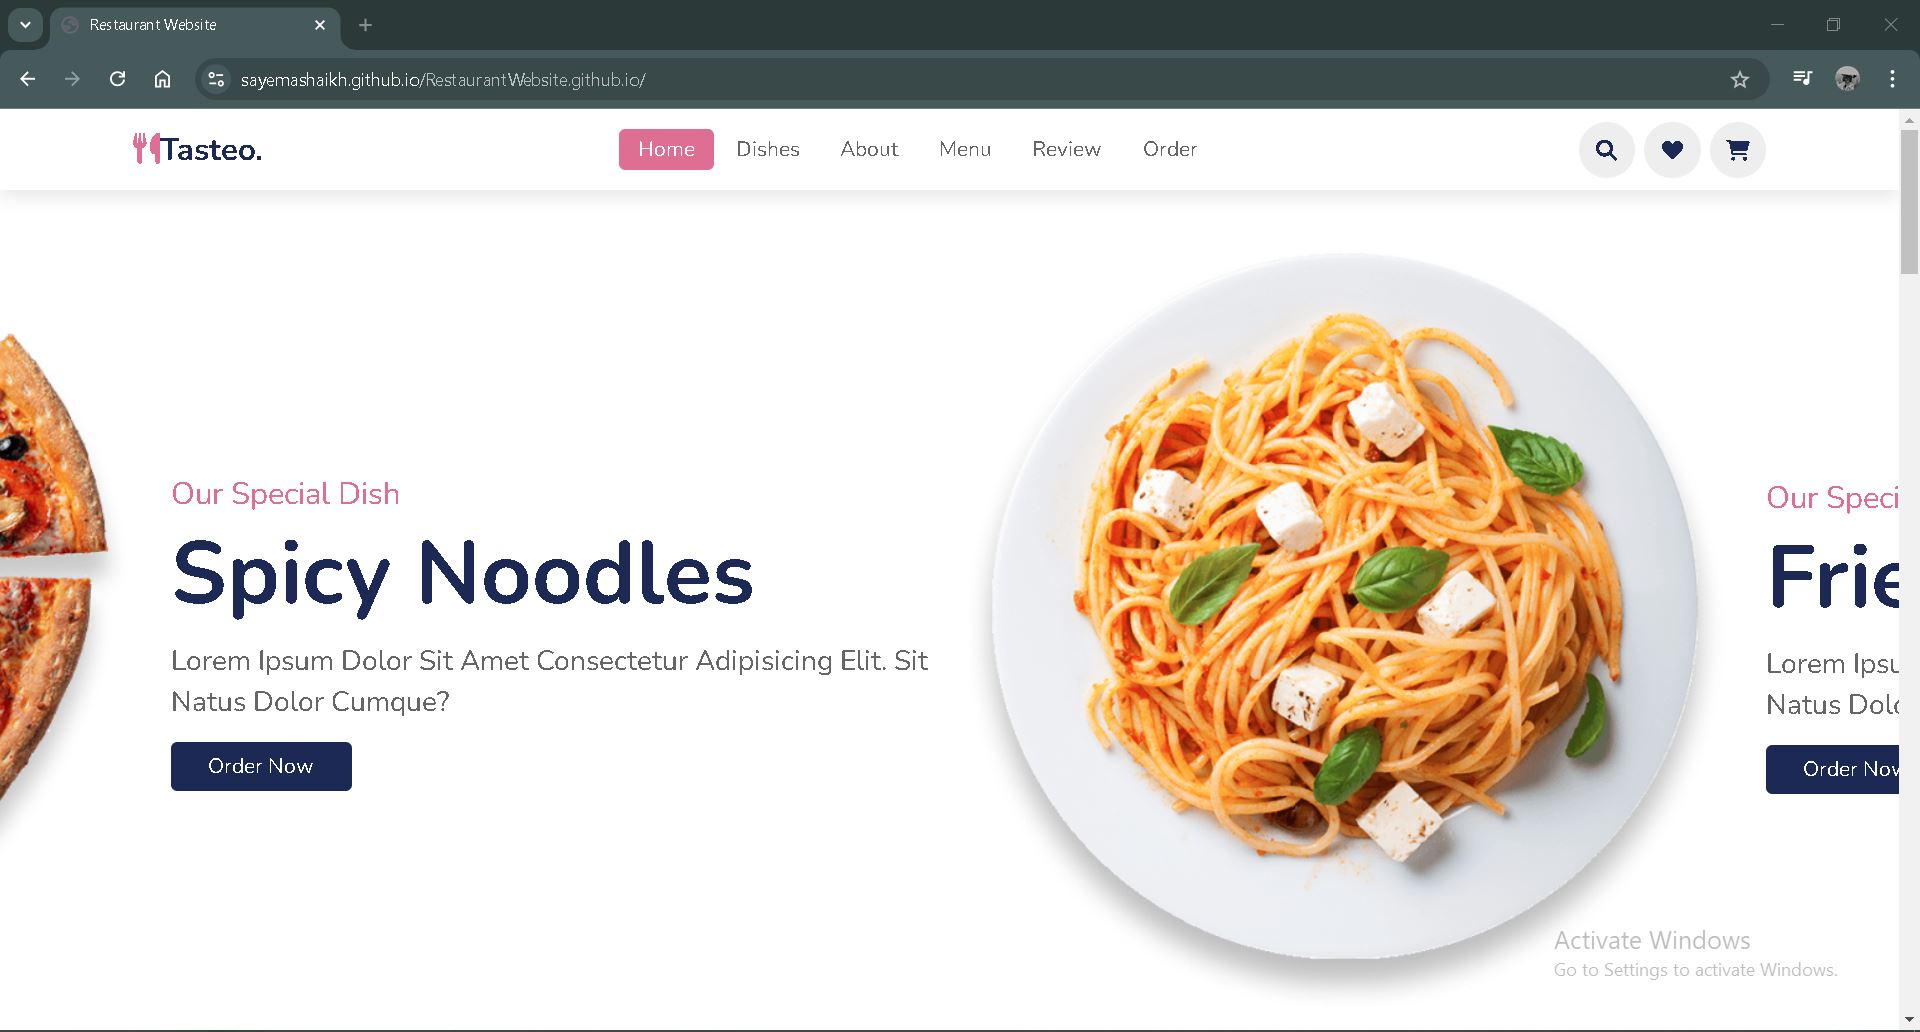 Restaurant Website
sayemashaikh.github.io/RestaurantWebsite.github.io/
Tasteo.
Home
Dishes
About
Menu
Review
Order
Our Special Dish
Spicy Noodles
Lorem Ipsum Dolor Sit Amet Consectetur Adipisicing Elit. Sit
Natus Dolor Cumque?
Order Now
Our Speci
Frie
Lorem Ipsu
Natus Dolo
Order Now
Activate Windows
Go to Settings to activate Windows.